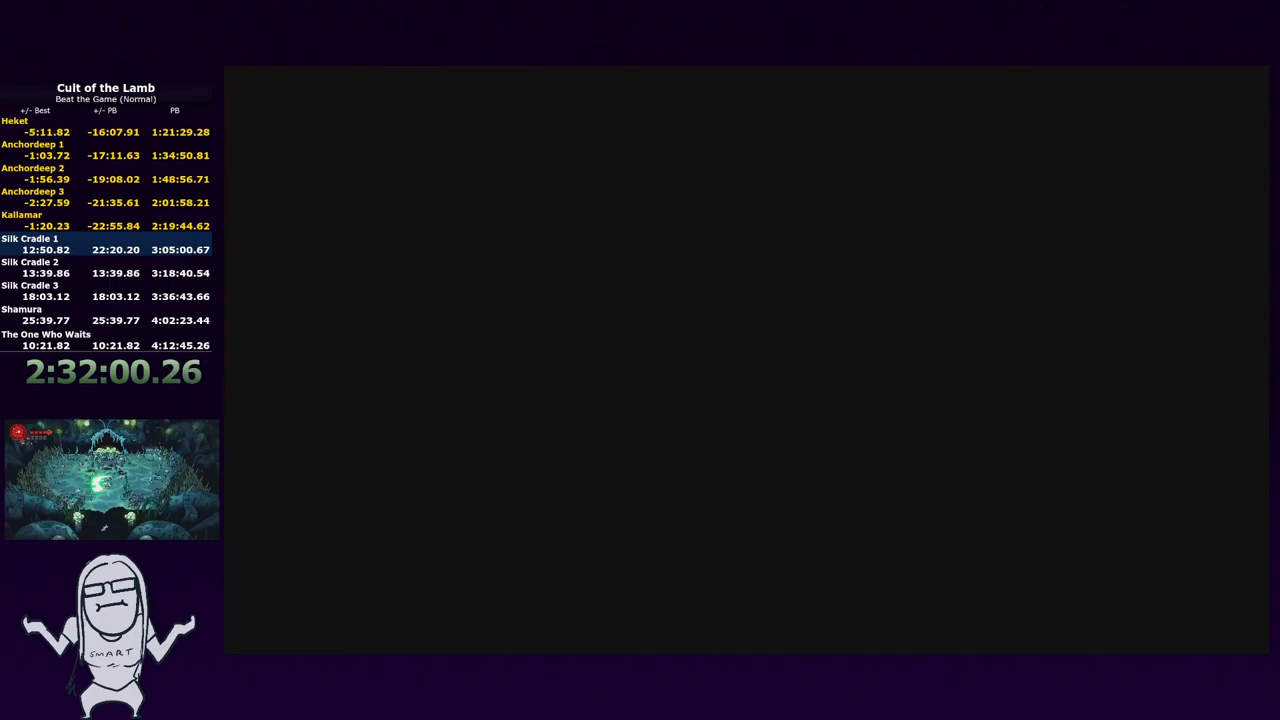 Cult of the Lamb
Beat the Game (Normal)
+/- Best +/- PB PB
Heket
-5:11.82 -16:07.91 1:21:29.28
Anchordeep 1
-1:03.72 -17:11.63 1:34:50.81
Anchordeep 2
-1:56.39 -19:08.02 1:48:56.71
Anchordeep 3
-2:27.59 -21:35.61 2:01:58.21
Kallamar
-1:20.23 -22:55.84 2:19:44.62
Silk Cradle 1
12:50.82 22:20.20 3:05:00.67
Silk Cradle 2
13:39.86 13:39.86 3:18:40.54
Silk Cradle 3
18:03.12 18:03.12 3:36:43.66
Shamura
25:39.77 25:39.77 4:02:23.44
The One Who Waits
10:21.82 10:21.82 4:12:45.26
2:32:00.26
SMART